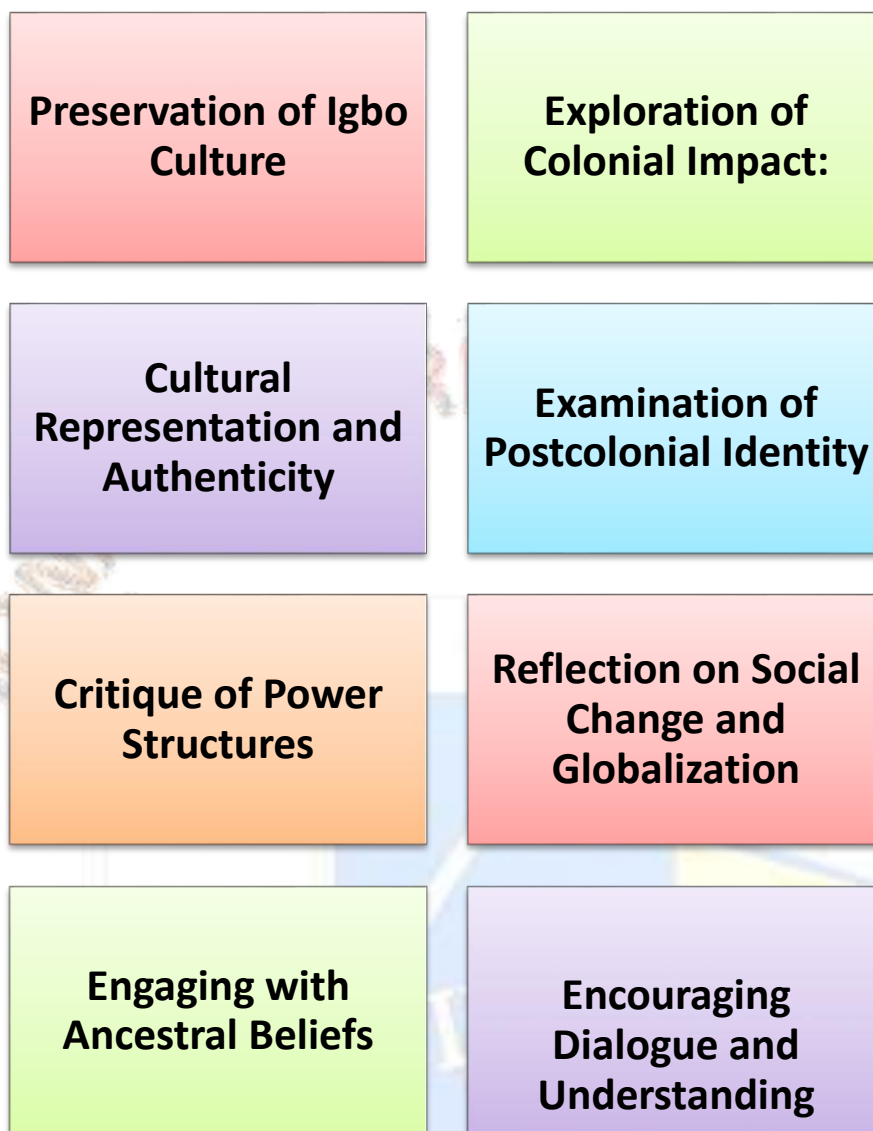 Preservation of Igbo
Culture
Exploration of
Colonial Impact:
Cultural
Representation and
Authenticity
Examination of
Postcolonial Identity
Critique of Power
Structures
Reflection on Social
Change and
Globalization
Engaging with
Ancestral Beliefs
Encouraging
Dialogue and
Understanding